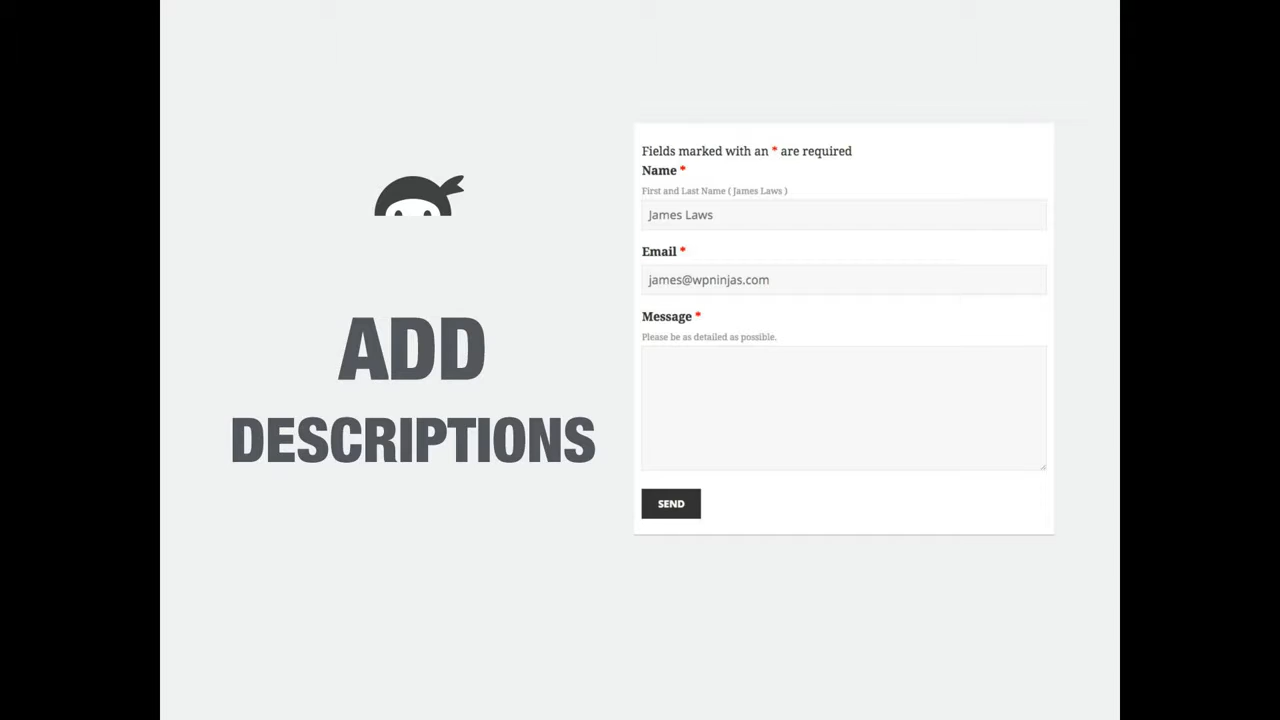 ADD
DESCRIPTIONS
Fields marked with an * are required
Name *
First and Last Name ( James Laws )
James Laws
Email *
james@wpninjas.com
Message *
Please be as detailed as possible.
SEND